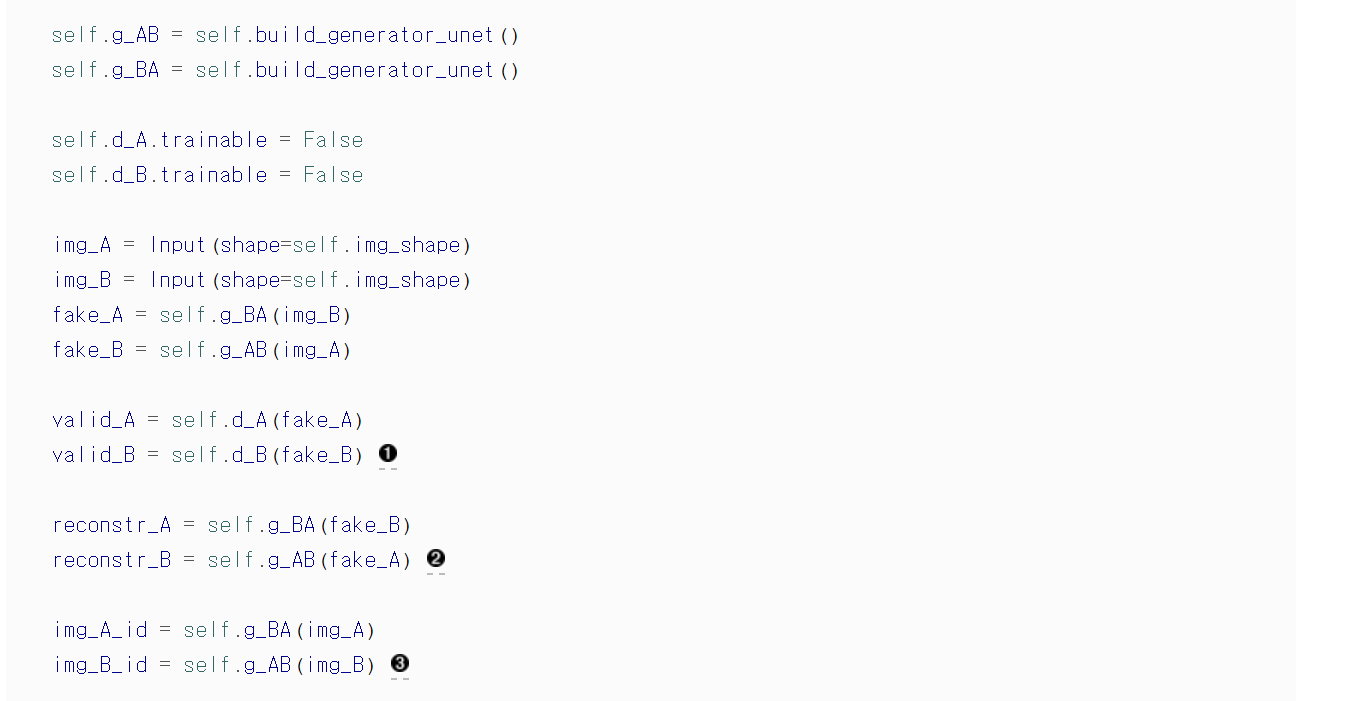 self.g_AB = self.build_generator_unet()
self.g_BA = self.build_generator_unet()
self.d_A.trainable = False
self.d_B.trainable = False
img_A = Input(shape=self.img_shape)
img_B = Input(shape=self.img_shape)
fake_A = self.g_BA(img_B)
fake_B = self.g_AB(img_A)
valid_A = self.d_A(fake_A)
valid_B = self.d_B(fake_B) ❶
reconstr_A = self.g_BA(fake_B)
reconstr_B = self.g_AB(fake_A) ❷
img_A_id = self.g_BA(img_A)
img_B_id = self.g_AB(img_B) ❸